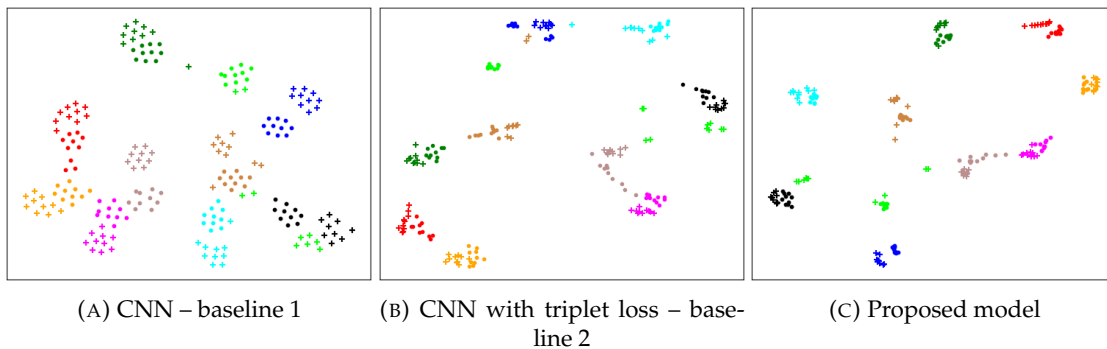 (A) CNN – baseline 1
(B) CNN with triplet loss – base-
line 2
(C) Proposed model